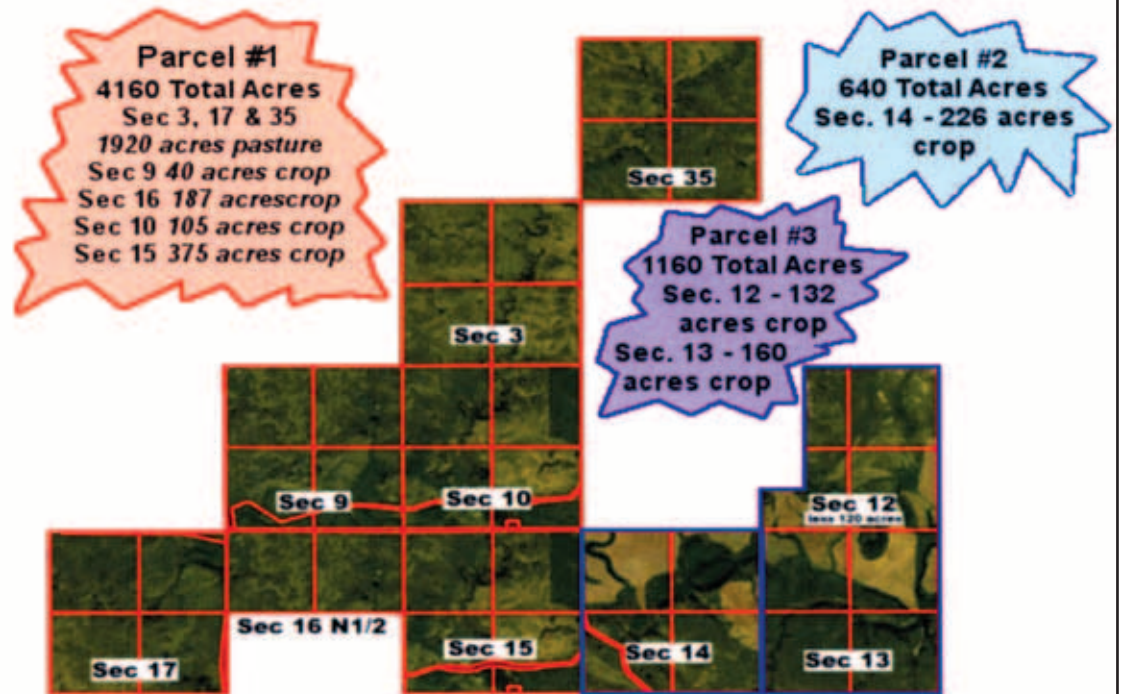 Parcel #1
4160 Total Acres
Sec 3, 17 & 35
1920 acres pasture
Sec 9 40 acres crop
Sec 16 187 acrescrop
Sec 10 105 acres crop
Sec 15 375 acres crop
Parcel #2
640 Total Acres
Sec. 14 - 226 acres
crop
Parcel #3
1160 Total Acres
Sec. 12 - 132
acres crop
Sec. 13 - 160
acres crop
Sec 35
Sec 3
Sec 9
Sec 10
Sec 12
less 120 acres
Sec 16 N1/2
Sec 15
Sec 14
Sec 13
Sec 17